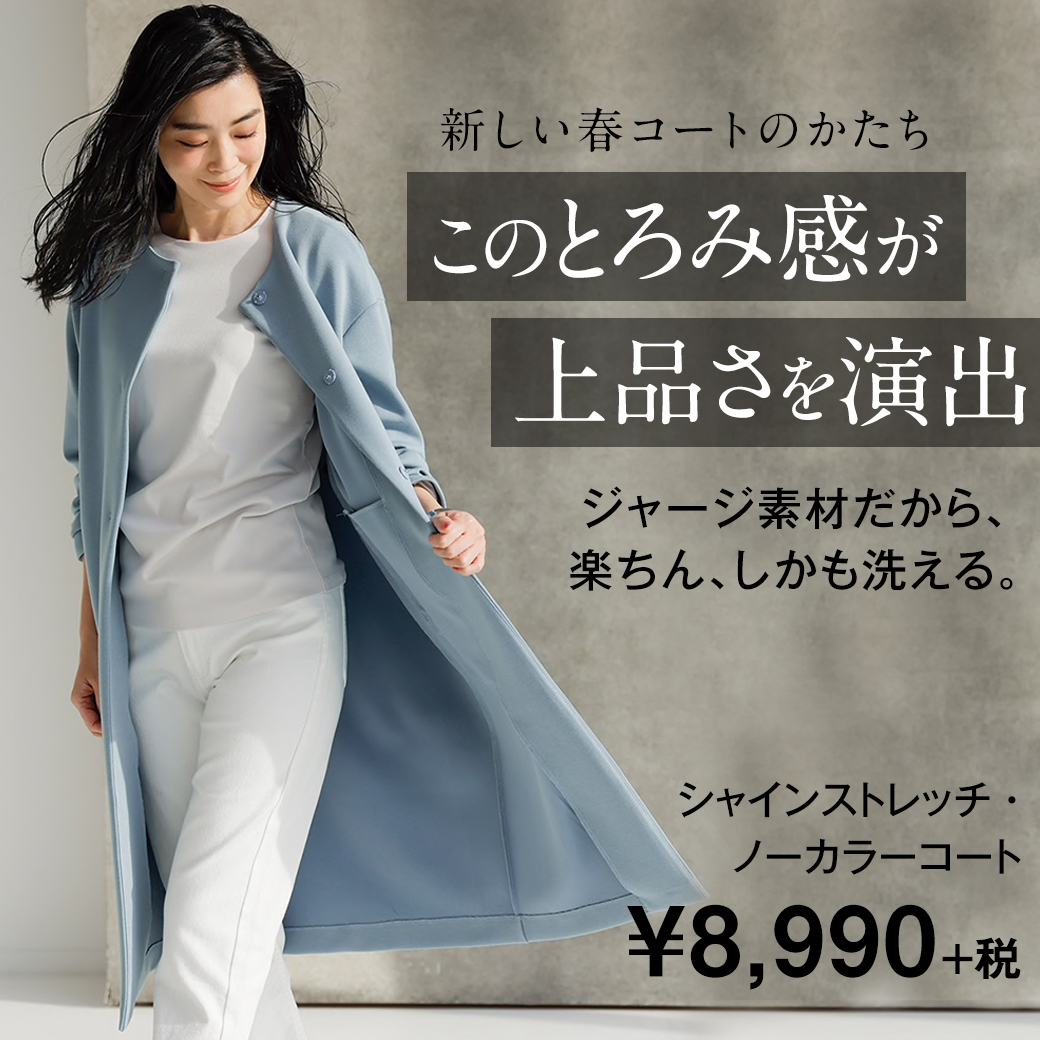 新しい春コートのかたち
このとろみ感が
上品さを演出
ジャージ素材だから、
楽ちん、しかも洗える。
シャインストレッチ・
ノーカラーコート
¥8,990+税